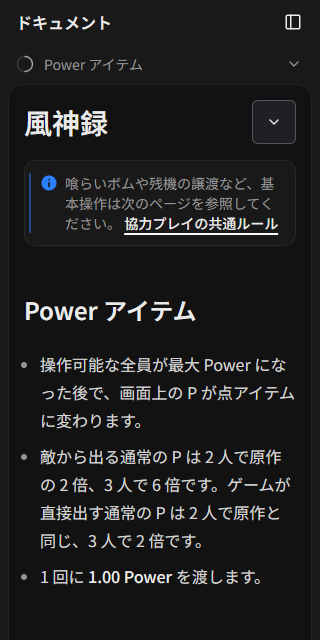 ドキュメント
Power アイテム
風神録
喰らいボムや残機の譲渡など、基
本操作は次のページを参照してく
ださい。 協力プレイの共通ルール
Power アイテム
操作可能な全員が最大 Power にな
った後で、画面上の P が点アイテム
に変わります。
敵から出る通常の P は 2 人で原作
の 2 倍、3 人で 6 倍です。ゲームが
直接出す通常の P は 2 人で原作と
同じ、3 人で 2 倍です。
1 回に 1.00 Power を渡します。